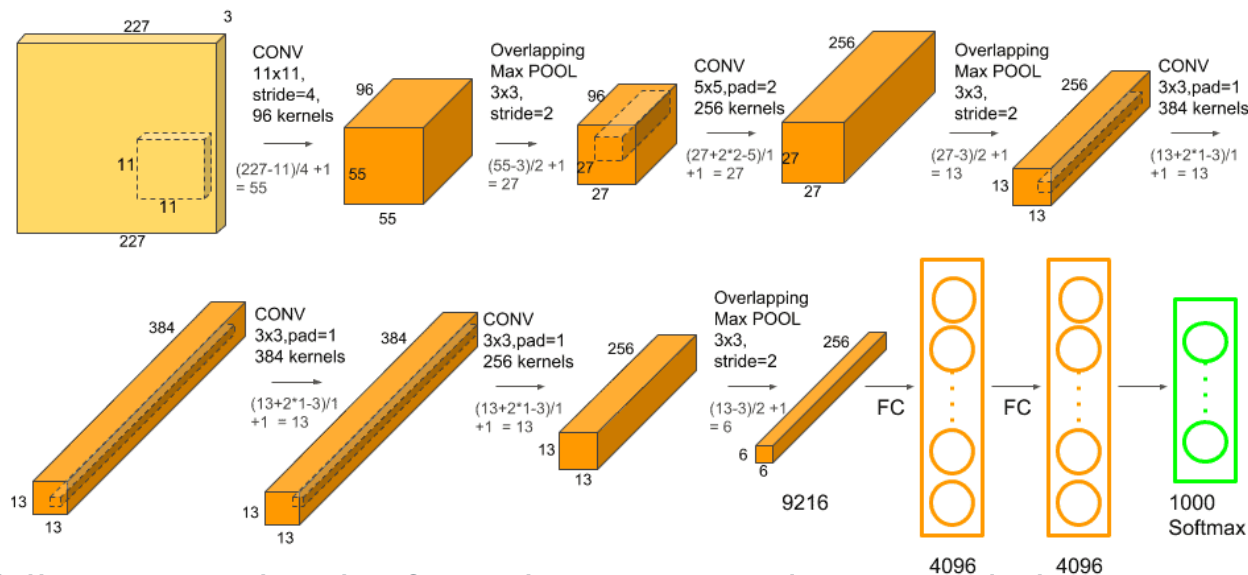 227
3
11
11
227
CONV
11x11,
stride=4,
96 kernels
(227-11)/4 +1
= 55
96
55
55
Overlapping
Max POOL
3x3,
stride=2
(55-3)/2 +1
= 27
96
27
27
CONV
5x5,pad=2
256 kernels
(27+2*2-5)/1
+1 = 27
256
27
27
Overlapping
Max POOL
3x3,
stride=2
(27-3)/2 +1
= 13
256
13
13
CONV
3x3,pad=1
384 kernels
(13+2*1-3)/1
+1 = 13
384
13
13
CONV
3x3,pad=1
384 kernels
(13+2*1-3)/1
+1 = 13
384
13
13
CONV
3x3,pad=1
256 kernels
(13+2*1-3)/1
+1 = 13
256
13
13
Overlapping
Max POOL
3x3,
stride=2
(13-3)/2 +1
= 6
256
6
6
9216
FC
4096
FC
4096
1000
Softmax